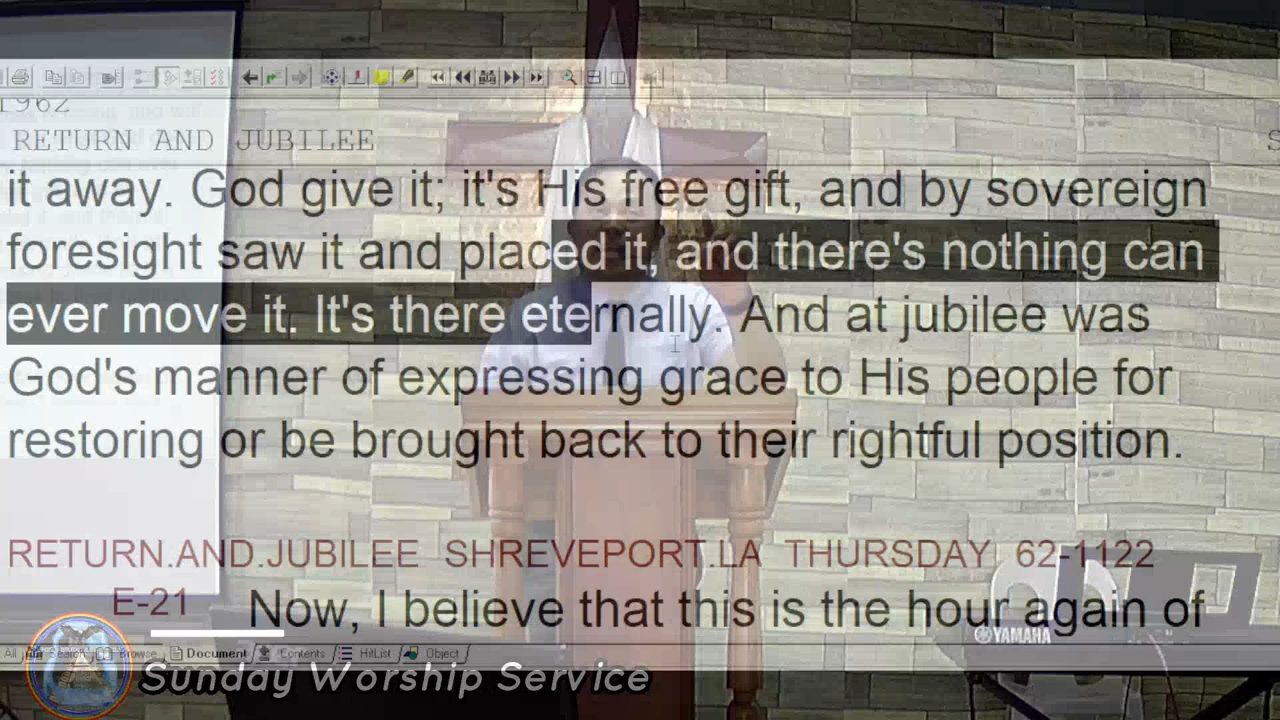 1962
RETURN AND JUBILEE S
it away. God give it; it's His free gift, and by sovereign
foresight saw it and placed it, and there's nothing can
ever move it. It's there eternally. And at jubilee was
God's manner of expressing grace to His people for
restoring or be brought back to their rightful position.
RETURN.AND.JUBILEE SHREVEPORT.LA THURSDAY 62-1122
E-21 Now, I believe that this is the hour again of
YAMAHA
All Search Browse Document Contents HitList Object
Sunday Worship Service